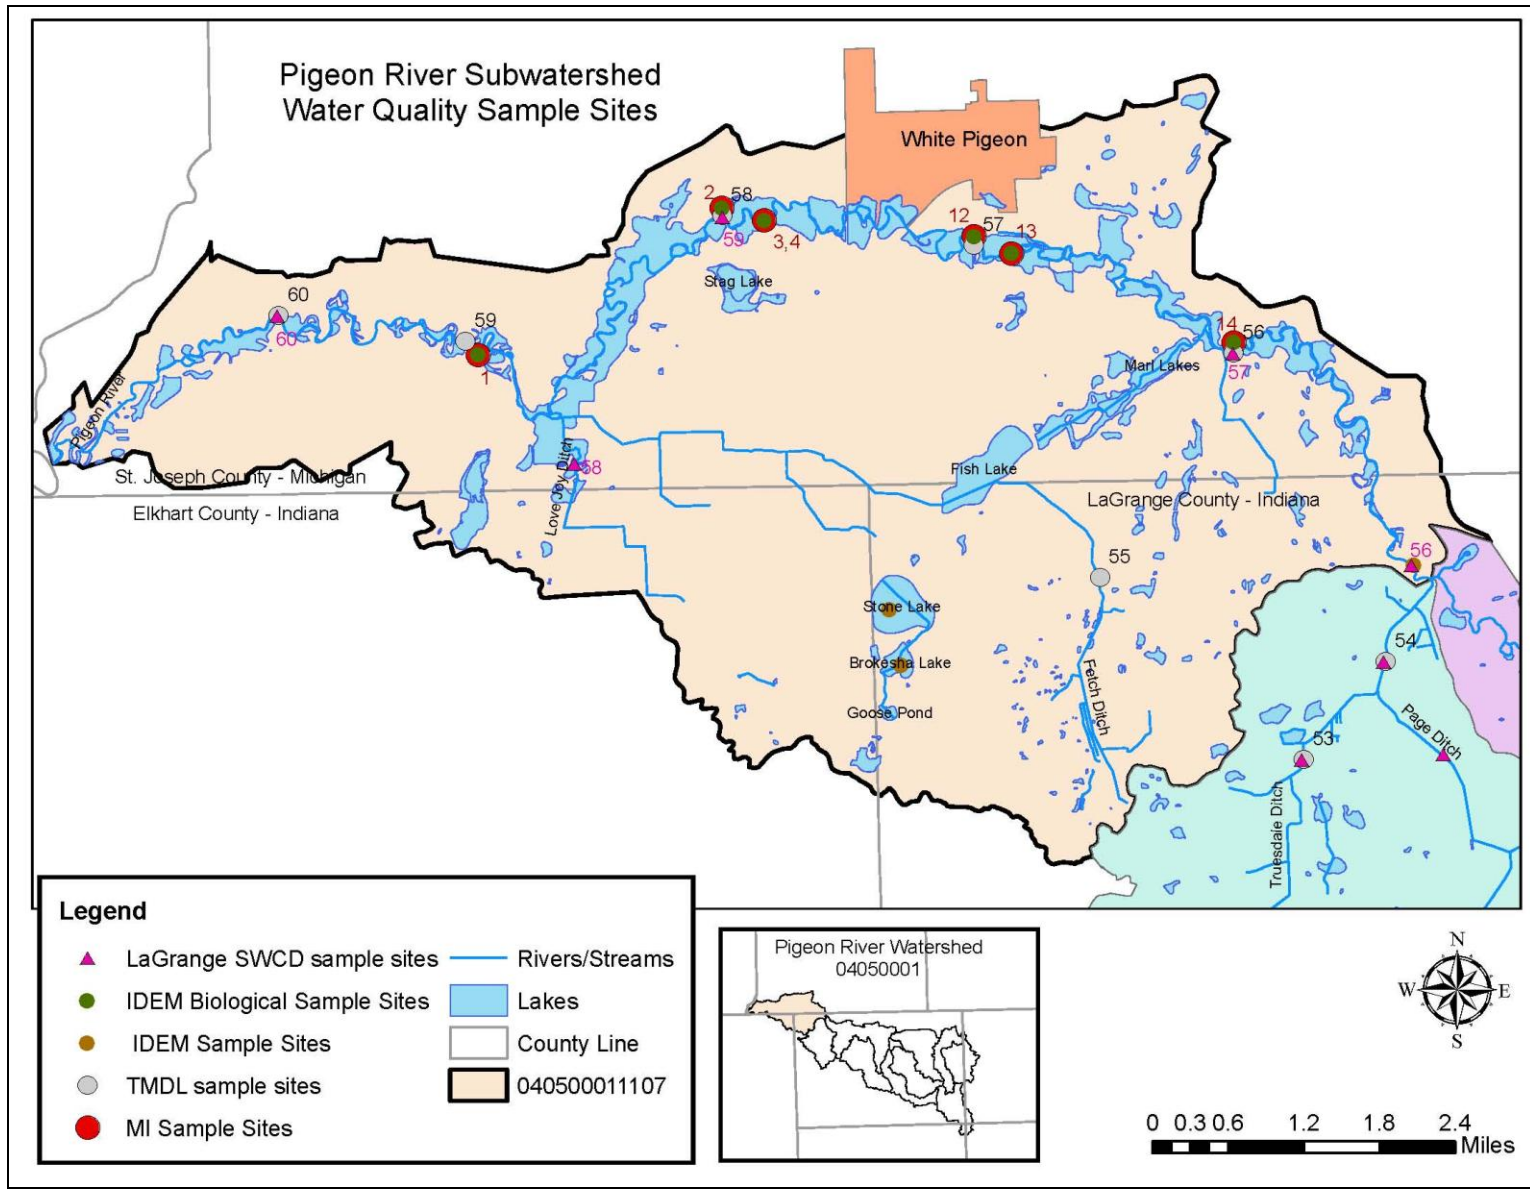 Pigeon River Subwatershed
Water Quality Sample Sites
White Pigeon
2
58
59
3,4
12
57
13
Stag Lake
60
60
59
1
14
56
57
Marl Lakes
Pigeon River
Fish Lake
58
Love Joy Ditch
St. Joseph County - Michigan
LaGrange County - Indiana
Elkhart County - Indiana
55
56
Stone Lake
Brokesha Lake
Goose Pond
Fetch Ditch
54
Page Ditch
53
Truesdale Ditch
Legend
LaGrange SWCD sample sites
IDEM Biological Sample Sites
IDEM Sample Sites
TMDL sample sites
MI Sample Sites
Rivers/Streams
Lakes
County Line
040500011107
Pigeon River Watershed
04050001
N
W
E
S
0 0.3 0.6 1.2 1.8 2.4
Miles